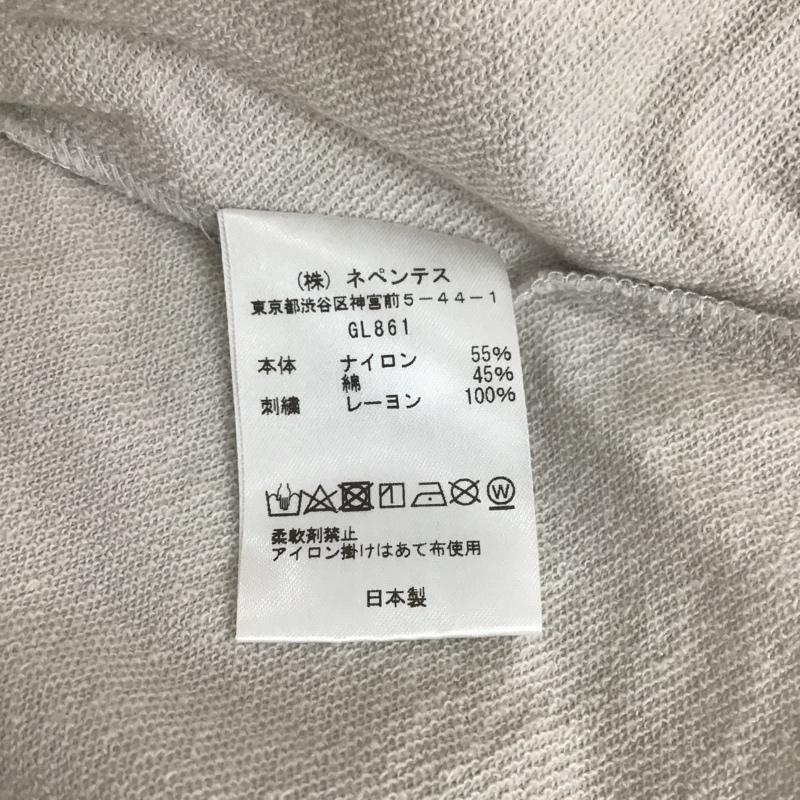 (株) ネペンテス
東京都渋谷区神宮前5-44-1
GL861
本体 ナイロン 55%
綿 45%
刺繍 レーヨン 100%
W
柔軟剤禁止
アイロン掛けはあて布使用
日本製